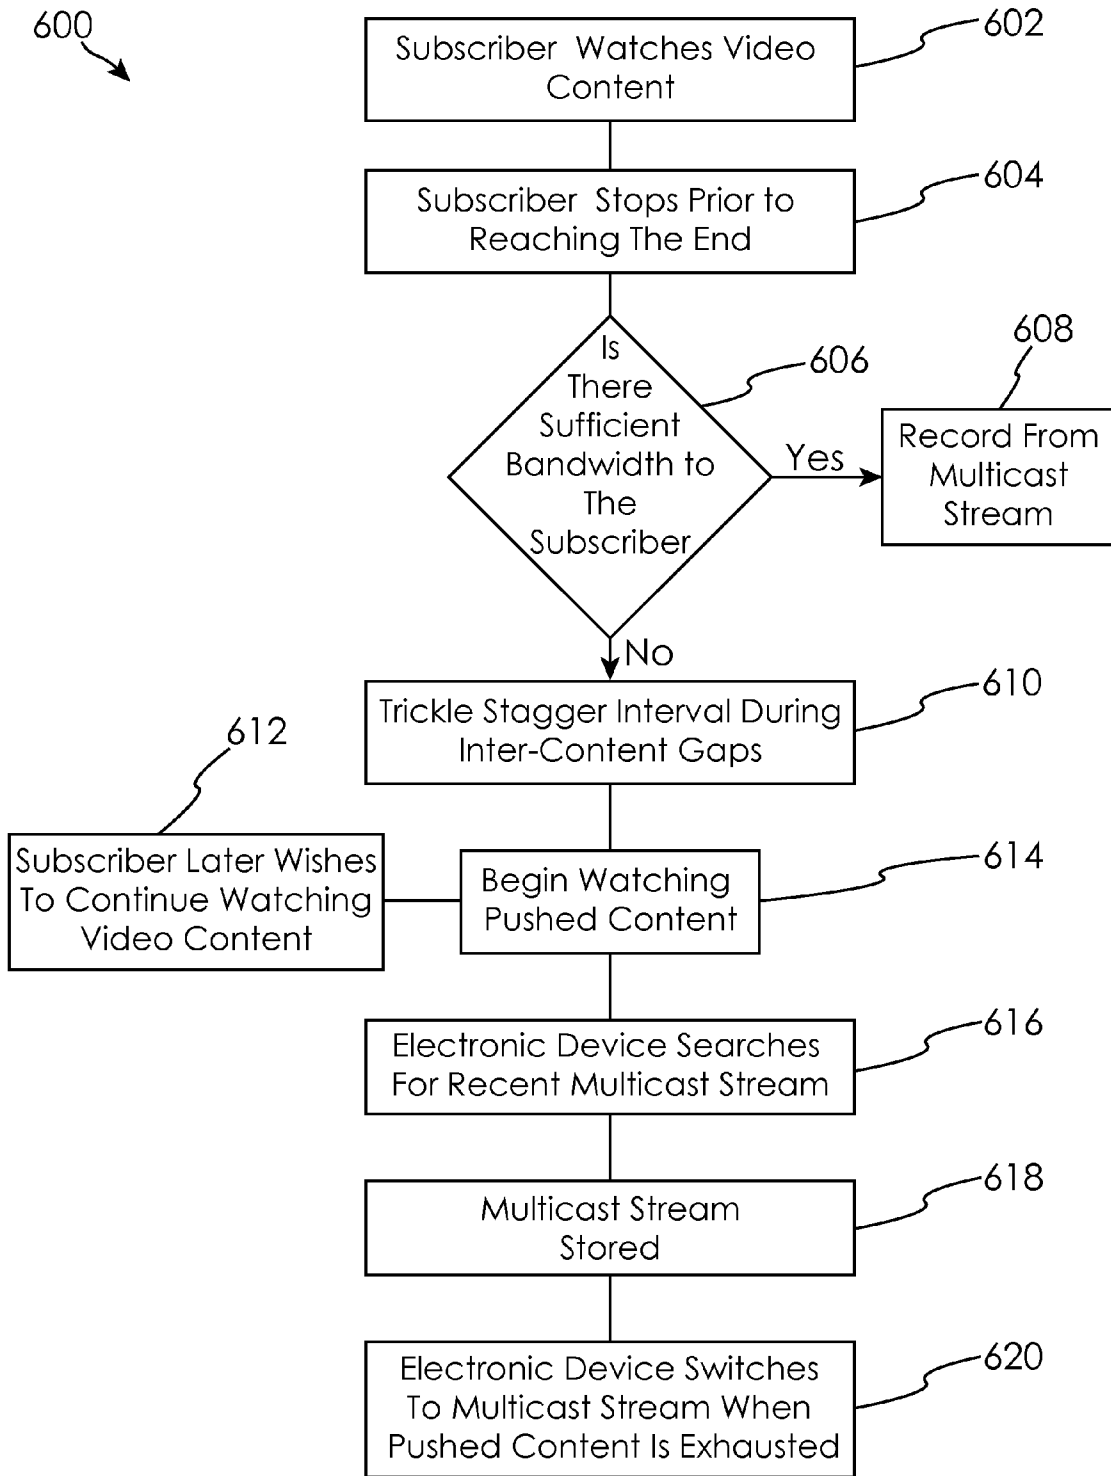 600
Subscriber Watches Video
Content
602
Subscriber Stops Prior to
Reaching The End
604
Is
There
Sufficient
Bandwidth to
The
Subscriber
606
Yes
608
Record From
Multicast
Stream
No
Trickle Stagger Interval During
Inter-Content Gaps
610
612
Subscriber Later Wishes
To Continue Watching
Video Content
Begin Watching
Pushed Content
614
Electronic Device Searches
For Recent Multicast Stream
616
Multicast Stream
Stored
618
Electronic Device Switches
To Multicast Stream When
Pushed Content Is Exhausted
620